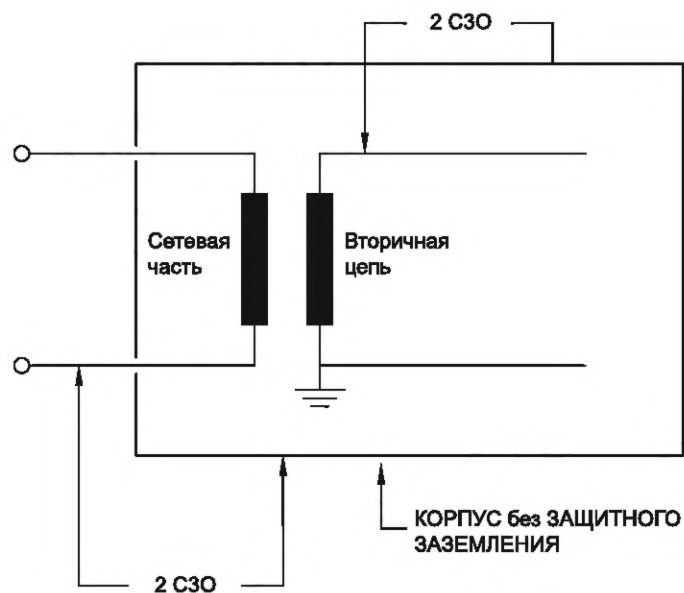 2 СЗО
Сетевая
часть
Вторичная
цепь
КОРПУС без ЗАЩИТНОГО
ЗАЗЕМЛЕНИЯ
2 СЗО